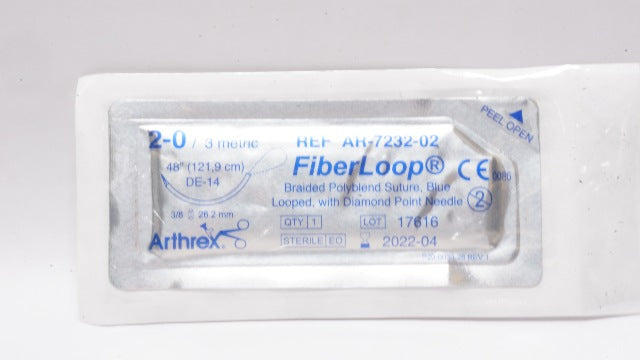 PEEL OPEN
2-0 / 3 metric
REF AR-7232-02
48" (121,9 cm)
DE-14
3/8 26.2 mm
FiberLoop®
CE 0086
Braided Polyblend Suture, Blue
Looped, with Diamond Point Needle
2
QTY 1
LOT 17616
STERILE EO
2022-04
Arthrex